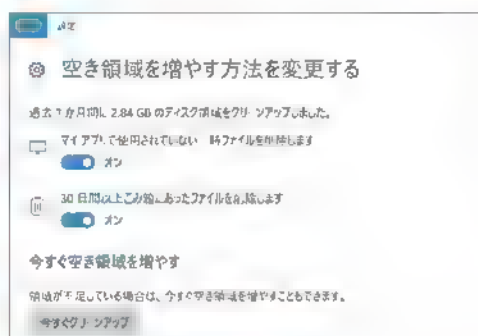 設定
空き領域を増やす方法を変更する
過去 1 か月間に 2.84 GB のディスク領域をクリーンアップしました。
マイ アプリで使用されていない一時ファイルを削除します
オン
30 日間以上ごみ箱にあったファイルを削除します
オン
今すぐ空き領域を増やす
領域が不足している場合は、今すぐ空き領域を増やすこともできます。
今すぐクリーンアップ